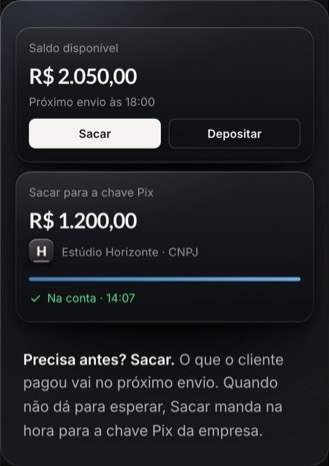 Saldo disponível
R$ 2.050,00
Próximo envio às 18:00
Sacar
Depositar
Sacar para a chave Pix
R$ 1.200,00
H
Estúdio Horizonte · CNPJ
Na conta · 14:07
Precisa antes? Sacar. O que o cliente
pagou vai no próximo envio. Quando
não dá para esperar, Sacar manda na
hora para a chave Pix da empresa.